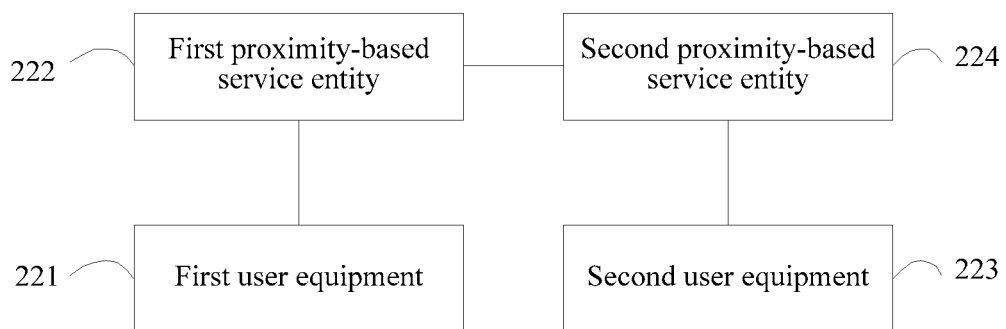 222
First proximity-based
service entity
Second proximity-based
service entity
224
221
First user equipment
Second user equipment
223